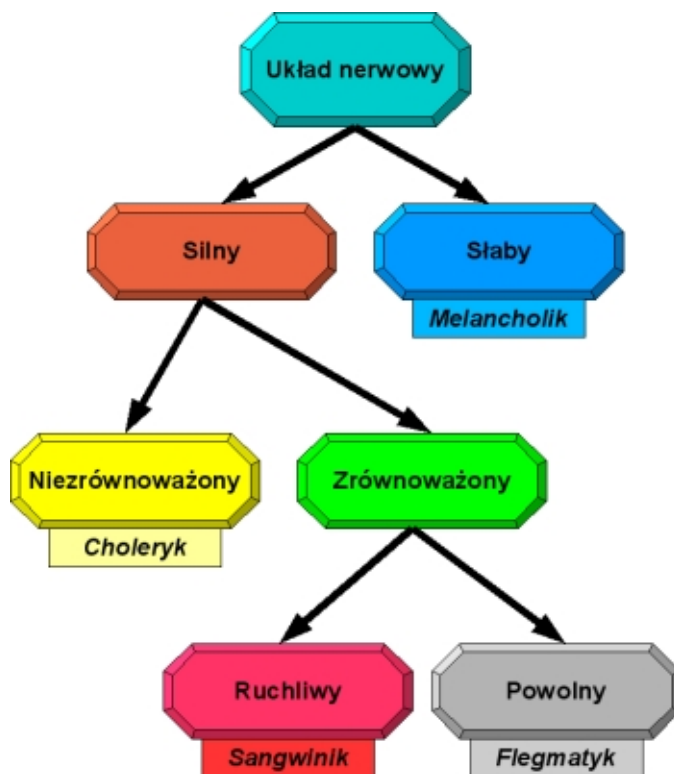 Układ nerwowy
Silny
Słaby
Melancholik
Niezrównoważony
Zrównoważony
Choleryk
Ruchliwy
Powolny
Sangwinik
Flegmatyk